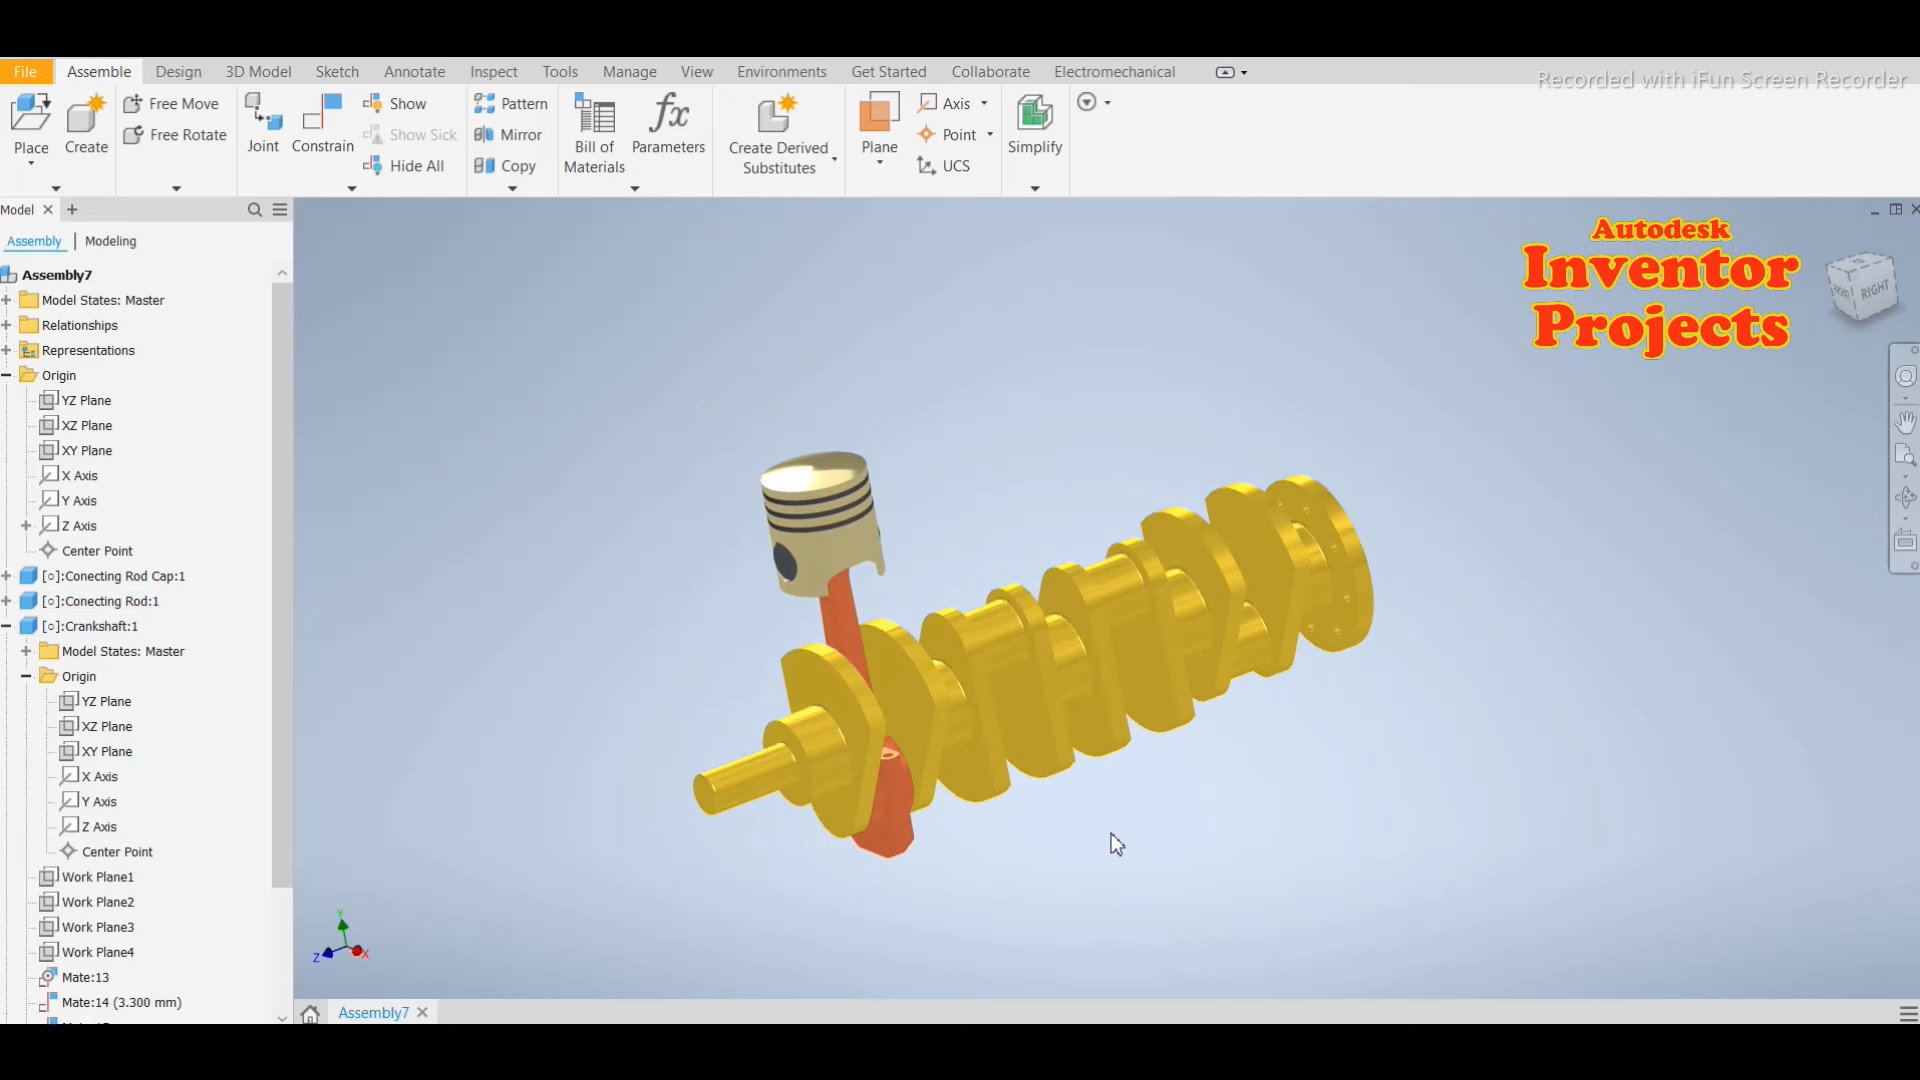 File Assemble Design 3D Model Sketch Annotate Inspect Tools Manage View Environments Get Started Collaborate Electromechanical
Recorded with iFun Screen Recorder
Place
Create
Free Move
Free Rotate
Joint
Constrain
Show
Show Sick
Hide All
Pattern
Mirror
Copy
Bill of
Materials
Parameters
Create Derived
Substitutes
Plane
Axis
Point
UCS
Simplify
Model
Assembly | Modeling
Assembly7
Model States: Master
Relationships
Representations
Origin
YZ Plane
XZ Plane
XY Plane
X Axis
Y Axis
Z Axis
Center Point
[○]:Conecting Rod Cap:1
[○]:Conecting Rod:1
[○]:Crankshaft:1
Model States: Master
Origin
YZ Plane
XZ Plane
XY Plane
X Axis
Y Axis
Z Axis
Center Point
Work Plane1
Work Plane2
Work Plane3
Work Plane4
Mate:13
Mate:14 (3.300 mm)
Autodesk
Inventor
Projects
FRONT RIGHT
Y
Z
X
Assembly7